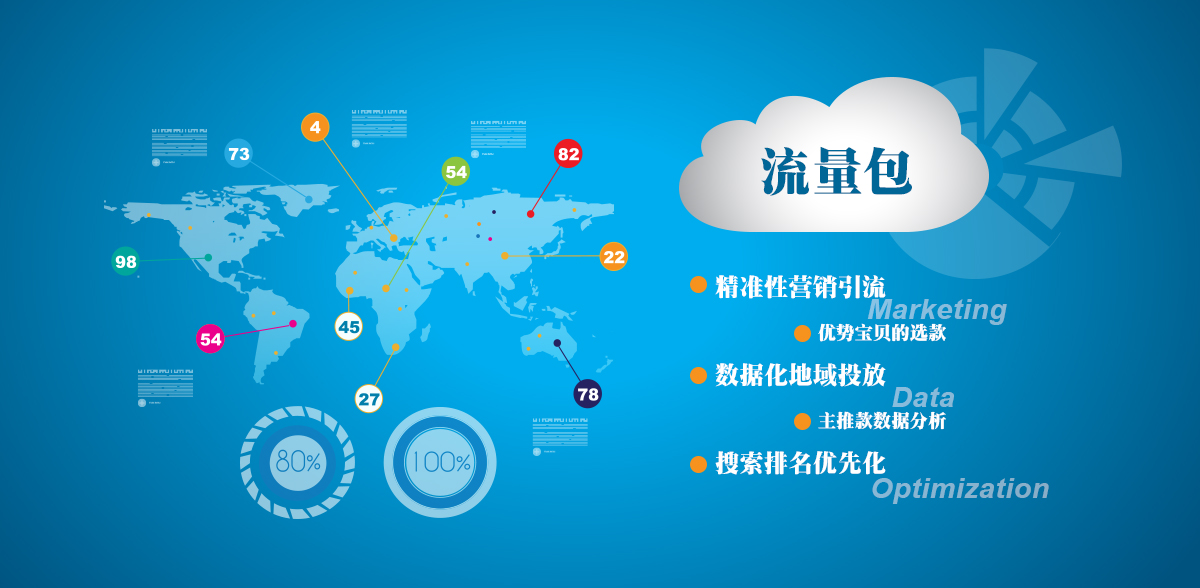 4
73
54
82
98
22
45
54
27
78
80%
100%
流量包
精准性营销引流
Marketing
优势宝贝的选款
数据化地域投放
Data
主推款数据分析
搜索排名优先化
Optimization